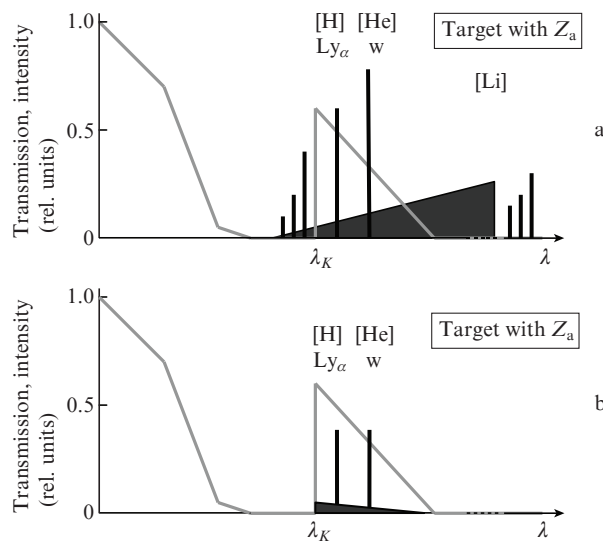 [H] [He]
Target with Zₐ
Lyα w
[Li]
1.0
0.5
0
Transmission, intensity
(rel. units)
λK
λ
a
[H] [He]
Target with Zₐ
Lyα w
1.0
0.5
0
Transmission, intensity
(rel. units)
λK
λ
b